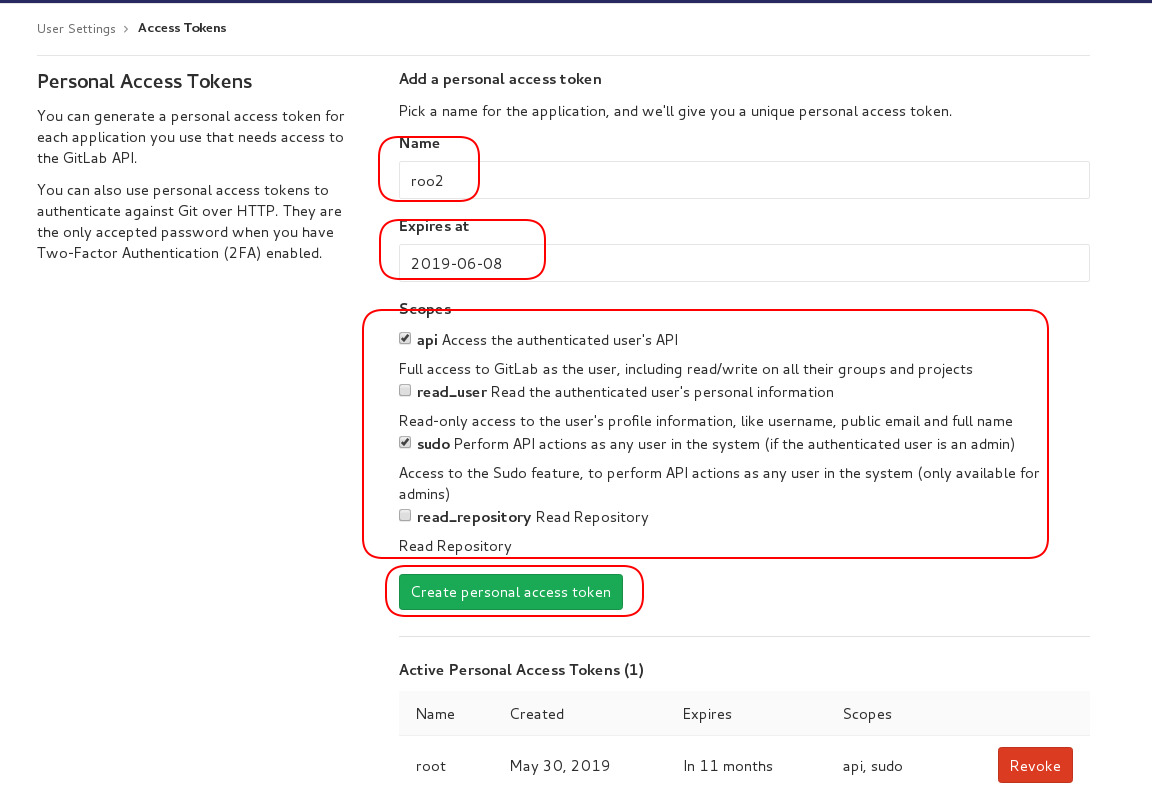 User Settings > Access Tokens
Personal Access Tokens
You can generate a personal access token for
each application you use that needs access to
the GitLab API.
You can also use personal access tokens to
authenticate against Git over HTTP. They are
the only accepted password when you have
Two-Factor Authentication (2FA) enabled.
Add a personal access token
Pick a name for the application, and we'll give you a unique personal access token.
Name
roo2
Expires at
2019-06-08
Scopes
api Access the authenticated user's API
Full access to GitLab as the user, including read/write on all their groups and projects
read_user Read the authenticated user's personal information
Read-only access to the user's profile information, like username, public email and full name
sudo Perform API actions as any user in the system (if the authenticated user is an admin)
Access to the Sudo feature, to perform API actions as any user in the system (only available for
admins)
read_repository Read Repository
Read Repository
Create personal access token
Active Personal Access Tokens (1)
Name Created Expires Scopes
root May 30, 2019 In 11 months api, sudo Revoke